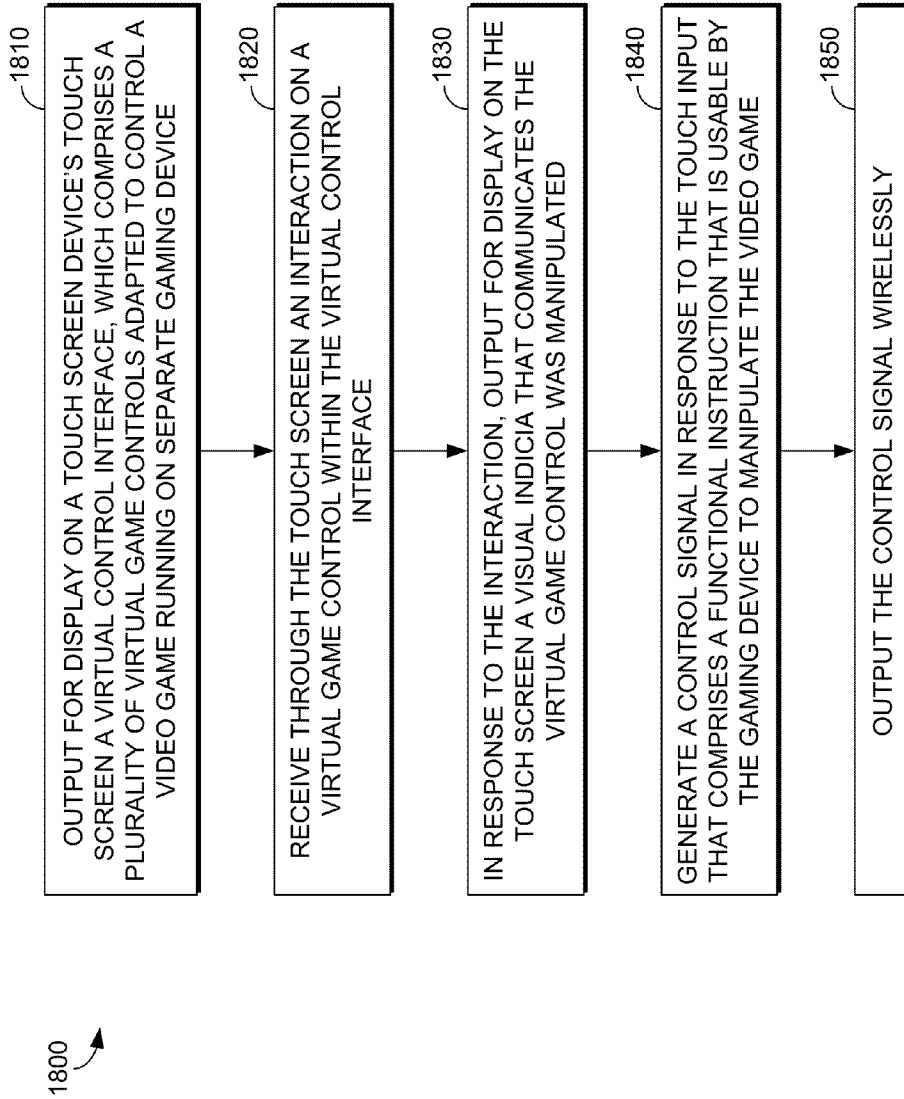 1800
1810
OUTPUT FOR DISPLAY ON A TOUCH SCREEN DEVICE'S TOUCH
SCREEN A VIRTUAL CONTROL INTERFACE, WHICH COMPRISES A
PLURALITY OF VIRTUAL GAME CONTROLS ADAPTED TO CONTROL A
VIDEO GAME RUNNING ON SEPARATE GAMING DEVICE
1820
RECEIVE THROUGH THE TOUCH SCREEN AN INTERACTION ON A
VIRTUAL GAME CONTROL WITHIN THE VIRTUAL CONTROL
INTERFACE
1830
IN RESPONSE TO THE INTERACTION, OUTPUT FOR DISPLAY ON THE
TOUCH SCREEN A VISUAL INDICIA THAT COMMUNICATES THE
VIRTUAL GAME CONTROL WAS MANIPULATED
1840
GENERATE A CONTROL SIGNAL IN RESPONSE TO THE TOUCH INPUT
THAT COMPRISES A FUNCTIONAL INSTRUCTION THAT IS USABLE BY
THE GAMING DEVICE TO MANIPULATE THE VIDEO GAME
1850
OUTPUT THE CONTROL SIGNAL WIRELESSLY